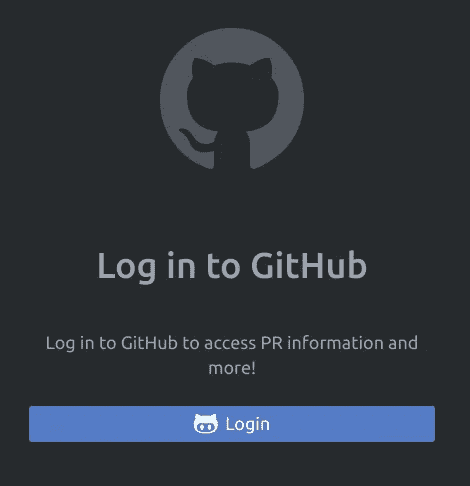 Log in to GitHub
Log in to GitHub to access PR information and
more!
Login